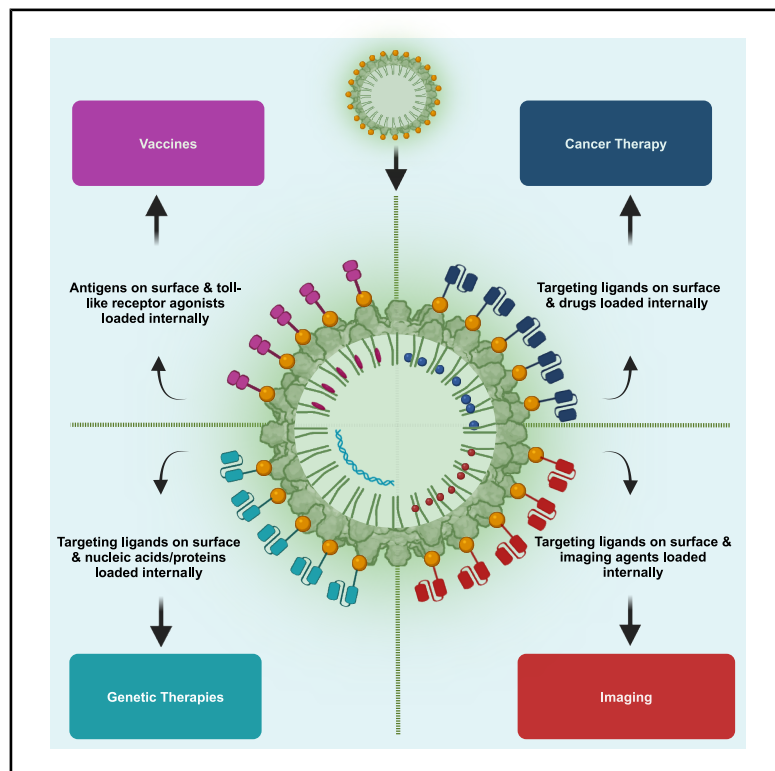 Vaccines
Cancer Therapy
Antigens on surface & toll-
like receptor agonists
loaded internally
Targeting ligands on surface
& drugs loaded internally
Targeting ligands on surface
& nucleic acids/proteins
loaded internally
Targeting ligands on surface &
imaging agents loaded
internally
Genetic Therapies
Imaging